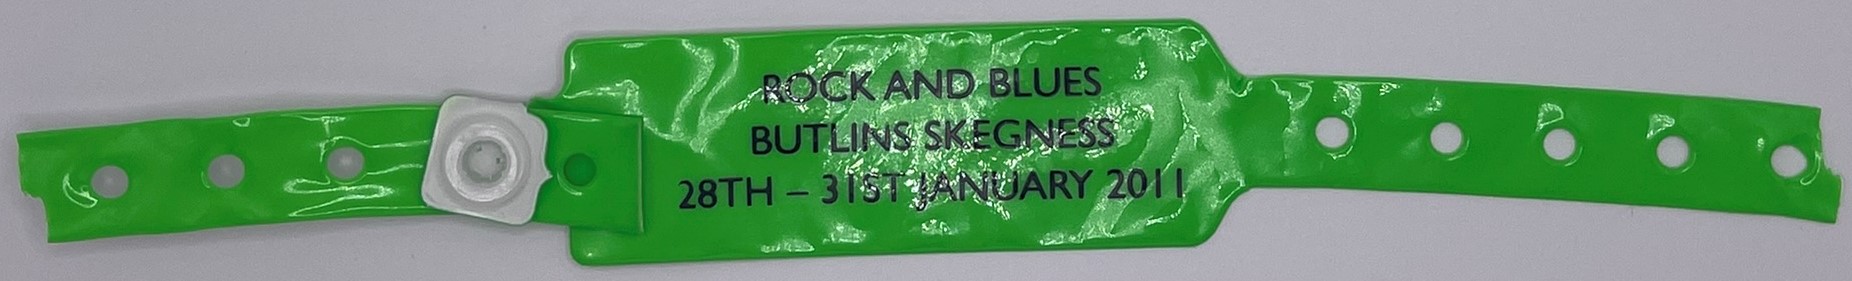 ROCK AND BLUES
BUTLINS SKEGNESS
28TH – 31ST JANUARY 2011